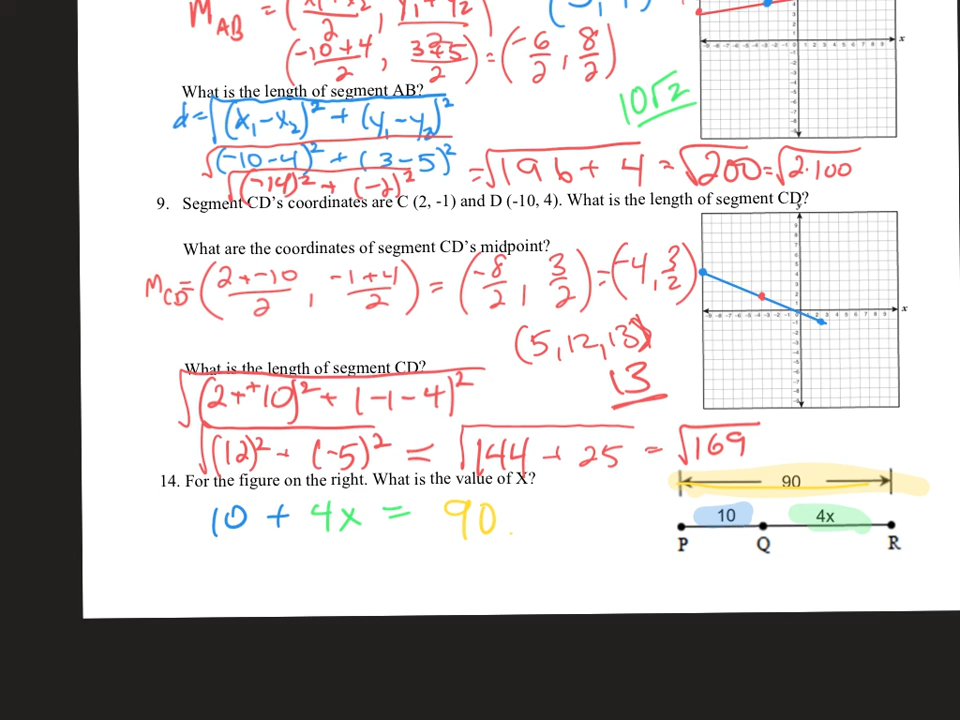 M_AB = (x₁+x₂/2, y₁+y₂/2)
(-10+4/2, 3+5/2) = (-6/2, 8/2)
What is the length of segment AB?
10√2
d=√(x₁-x₂)²+(y₁-y₂)²
√(-10-4)²+(3-5)²
√(-14)²+(-2)² =√196+4 =√200=√2·100
9. Segment CD's coordinates are C (2, -1) and D (-10, 4). What is the length of segment CD?
What are the coordinates of segment CD's midpoint?
M_CD=(2+-10/2, -1+4/2) = (-8/2, 3/2)=(-4, 3/2)
(5,12,13)
What is the length of segment CD?
13
√(2++10)²+(-1-4)²
√(12)²+(-5)² = √144+25 = √169
14. For the figure on the right. What is the value of X?
90
10 + 4x = 90.
10 4x
P Q R
x
y
x